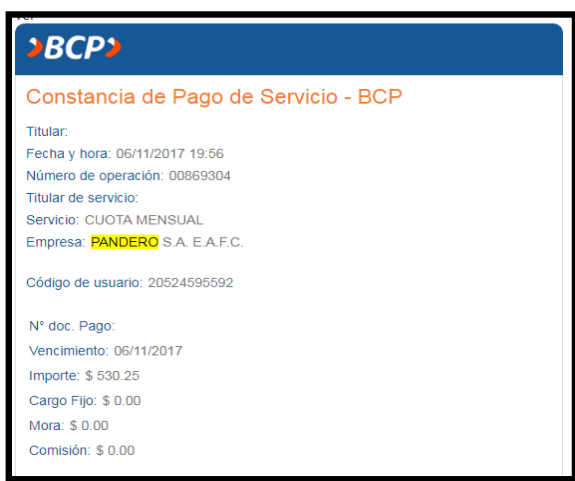 BCP
Constancia de Pago de Servicio - BCP
Titular:
Fecha y hora: 06/11/2017 19:56
Número de operación: 00869304
Titular de servicio:
Servicio: CUOTA MENSUAL
Empresa: PANDERO S.A. E.A.F.C.
Código de usuario: 20524595592
N° doc. Pago:
Vencimiento: 06/11/2017
Importe: $ 530.25
Cargo Fijo: $ 0.00
Mora: $ 0.00
Comisión: $ 0.00